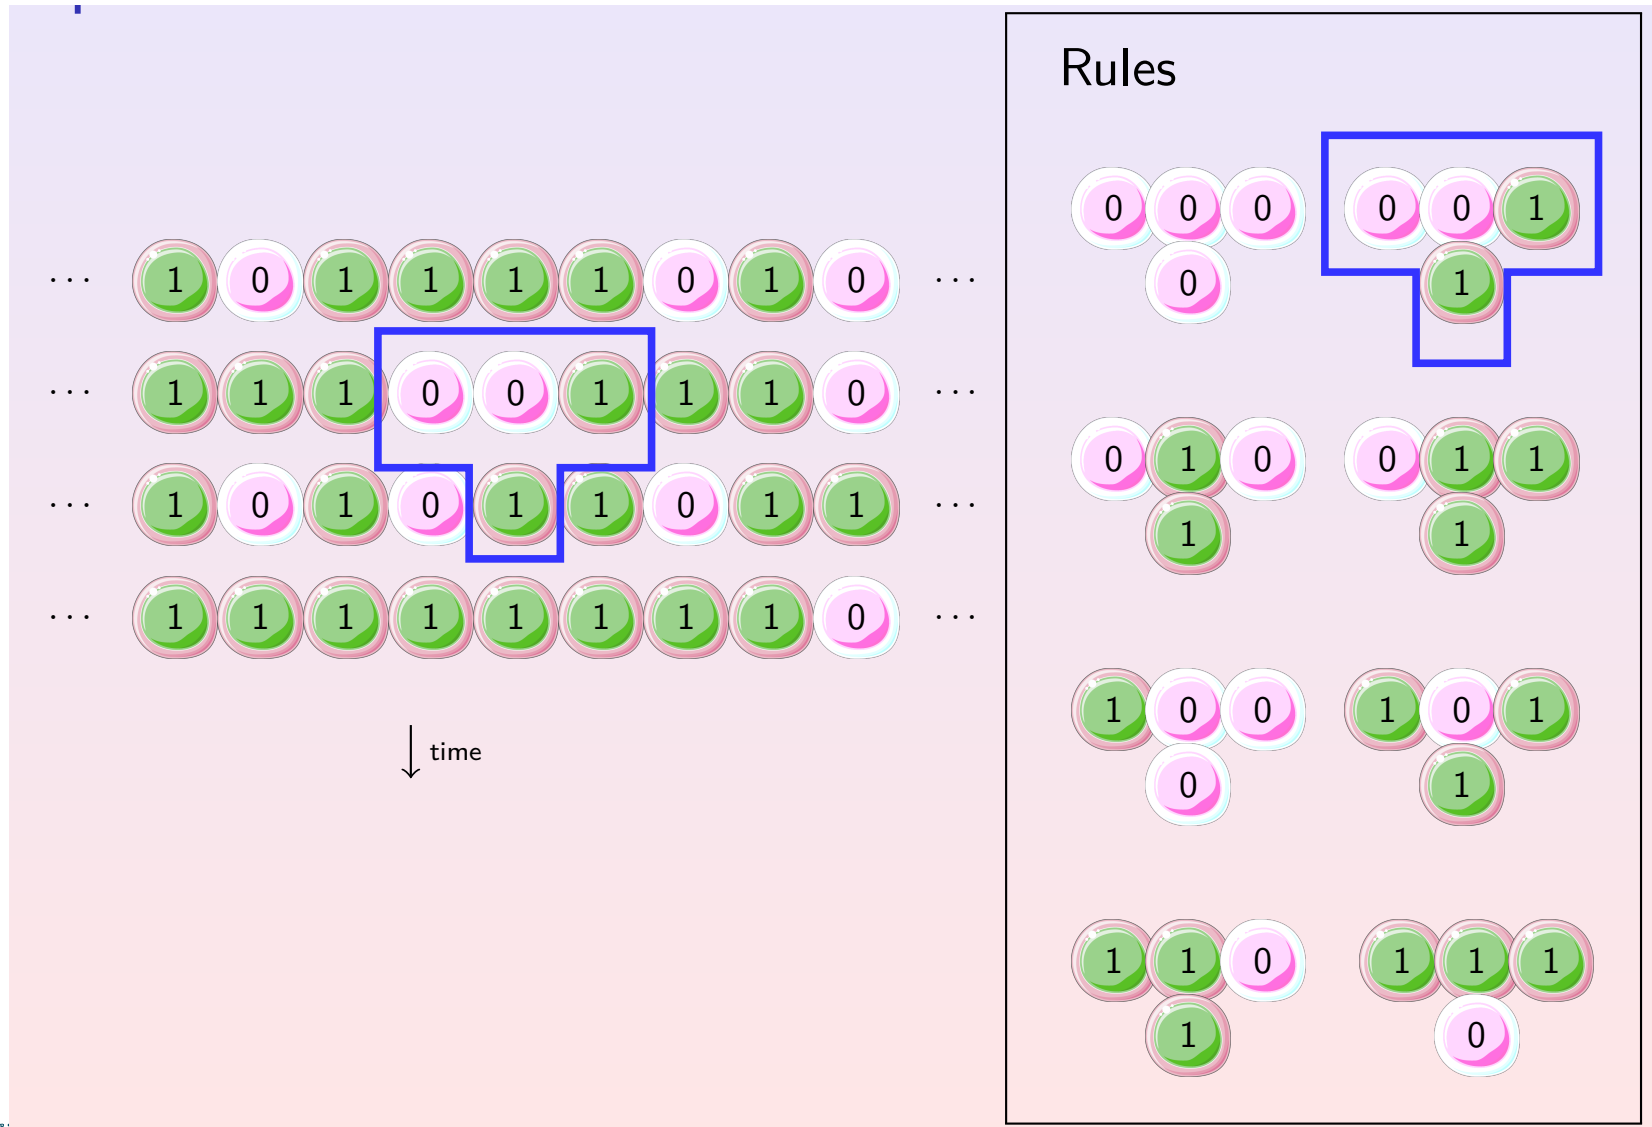 Rules
0 0 0 0 0 1
0 1
··· 1 0 1 1 1 1 0 1 0 ···
··· 1 1 1 0 0 1 1 1 0 ···
0 1 0 0 1 1
1 1
··· 1 0 1 0 1 1 0 1 1 ···
··· 1 1 1 1 1 1 1 1 0 ···
time
1 0 0 1 0 1
0 1
1 1 0 1 1 1
1 0